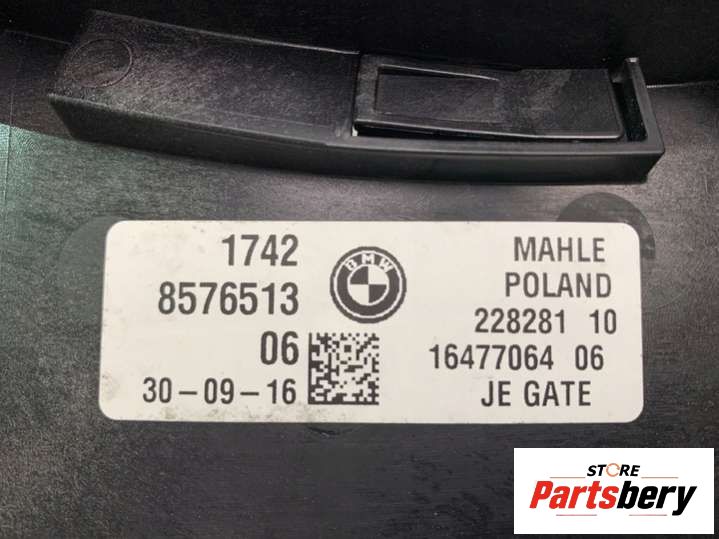 1742
8576513
06
30-09-16
BMW
MAHLE
POLAND
228281 10
16477064 06
JE GATE
STORE
Partsbery